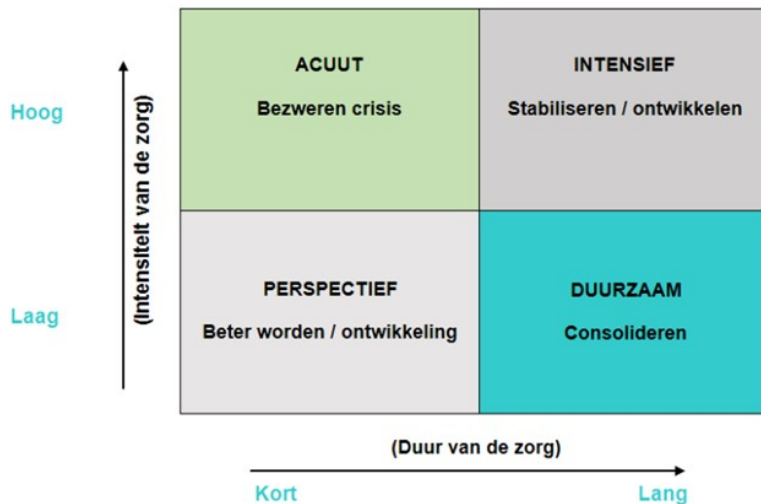 ACUUT
INTENSIEF
Hoog
Bezweren crisis
Stabiliseren / ontwikkelen
(Intensiteit van de zorg)
PERSPECTIEF
DUURZAAM
Laag
Beter worden / ontwikkeling
Consolideren
(Duur van de zorg)
Kort
Lang